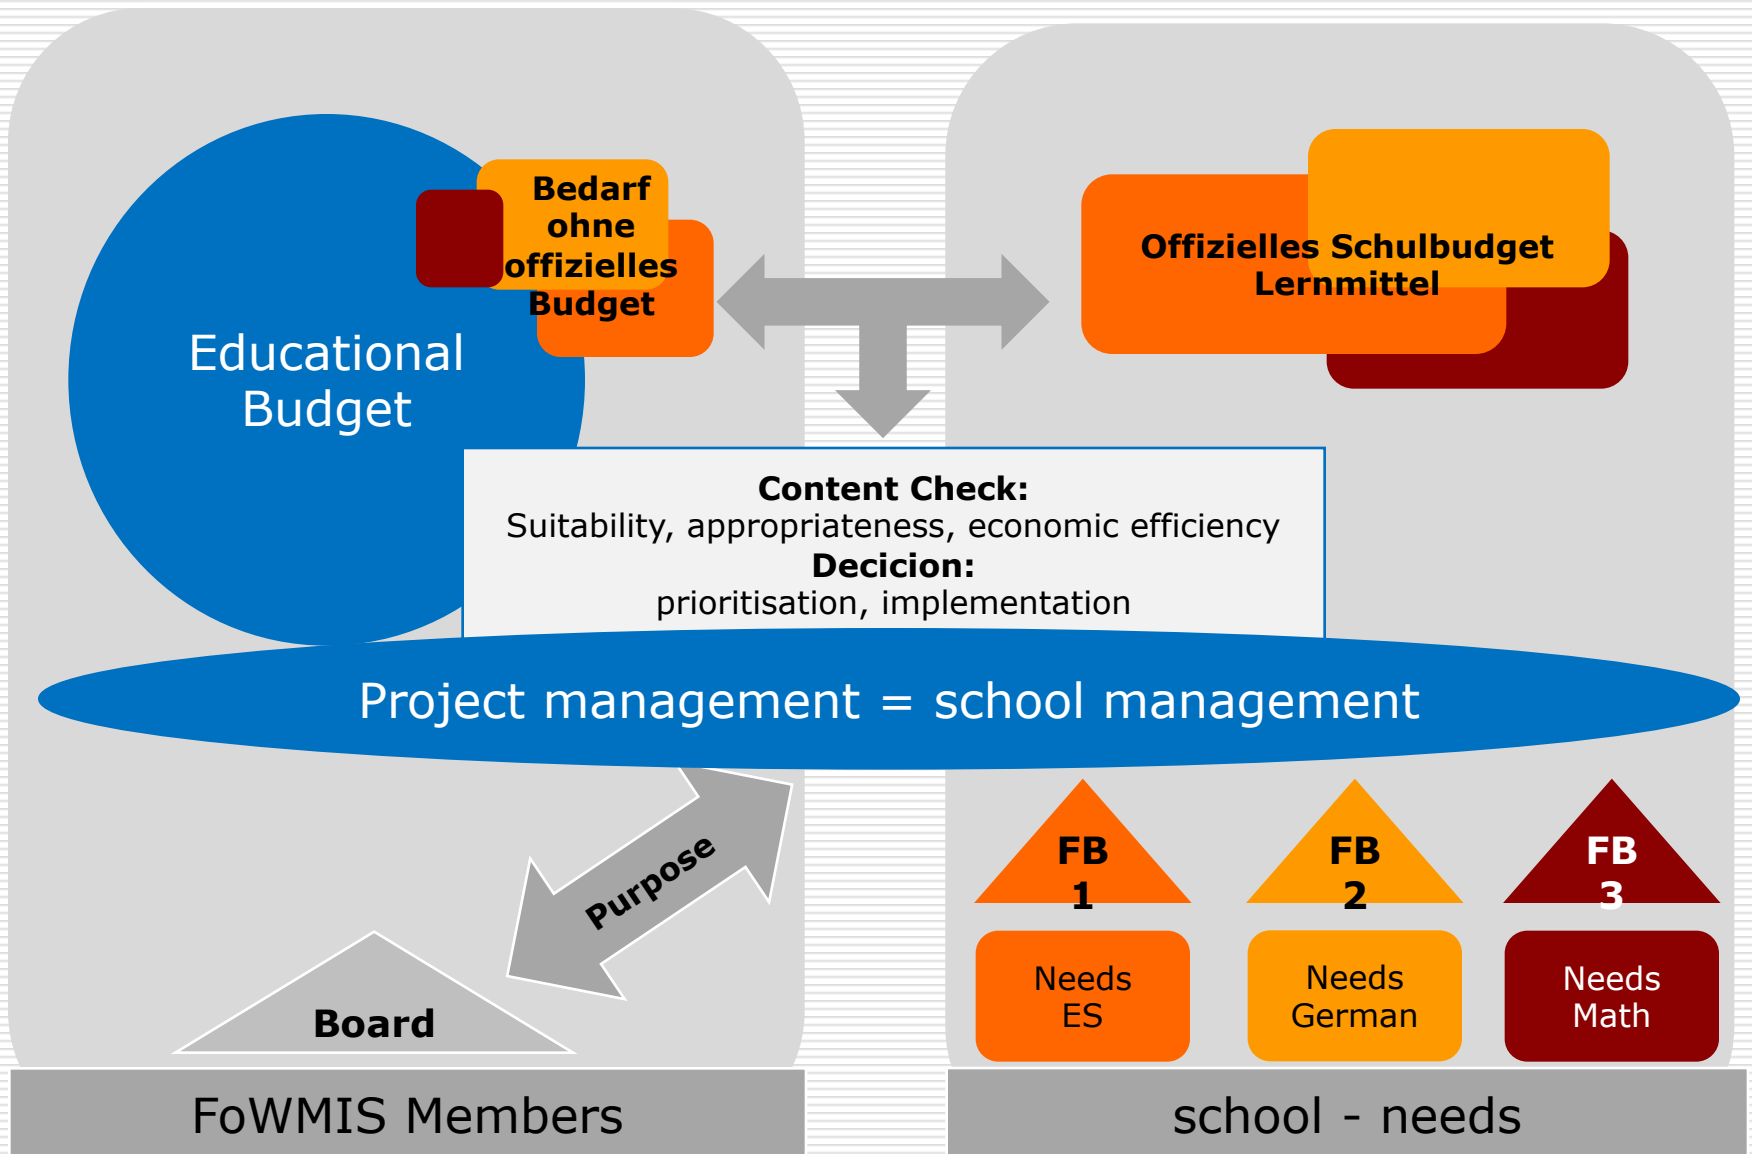 Bedarf
ohne
offizielles
Budget
Offizielles Schulbudget
Lernmittel
Educational
Budget
Content Check:
Suitability, appropriateness, economic efficiency
Decicion:
prioritisation, implementation
Project management = school management
Purpose
Board
FB
1
FB
2
FB
3
Needs
ES
Needs
German
Needs
Math
FoWMIS Members
school - needs